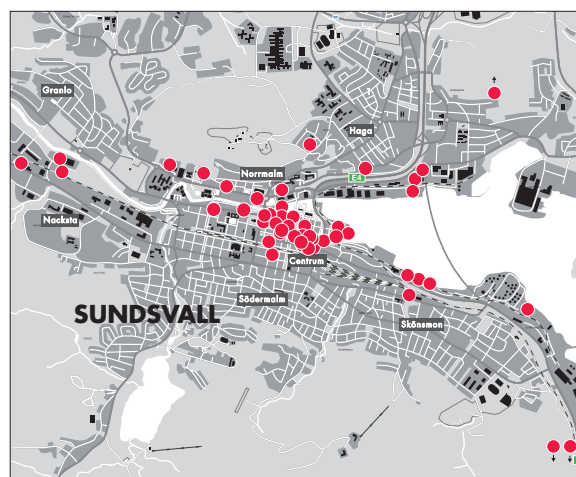 Granlo
Haga
Norrmalm
E4
Nacksta
Centrum
Södermalm
SUNDSVALL
Skönsmon